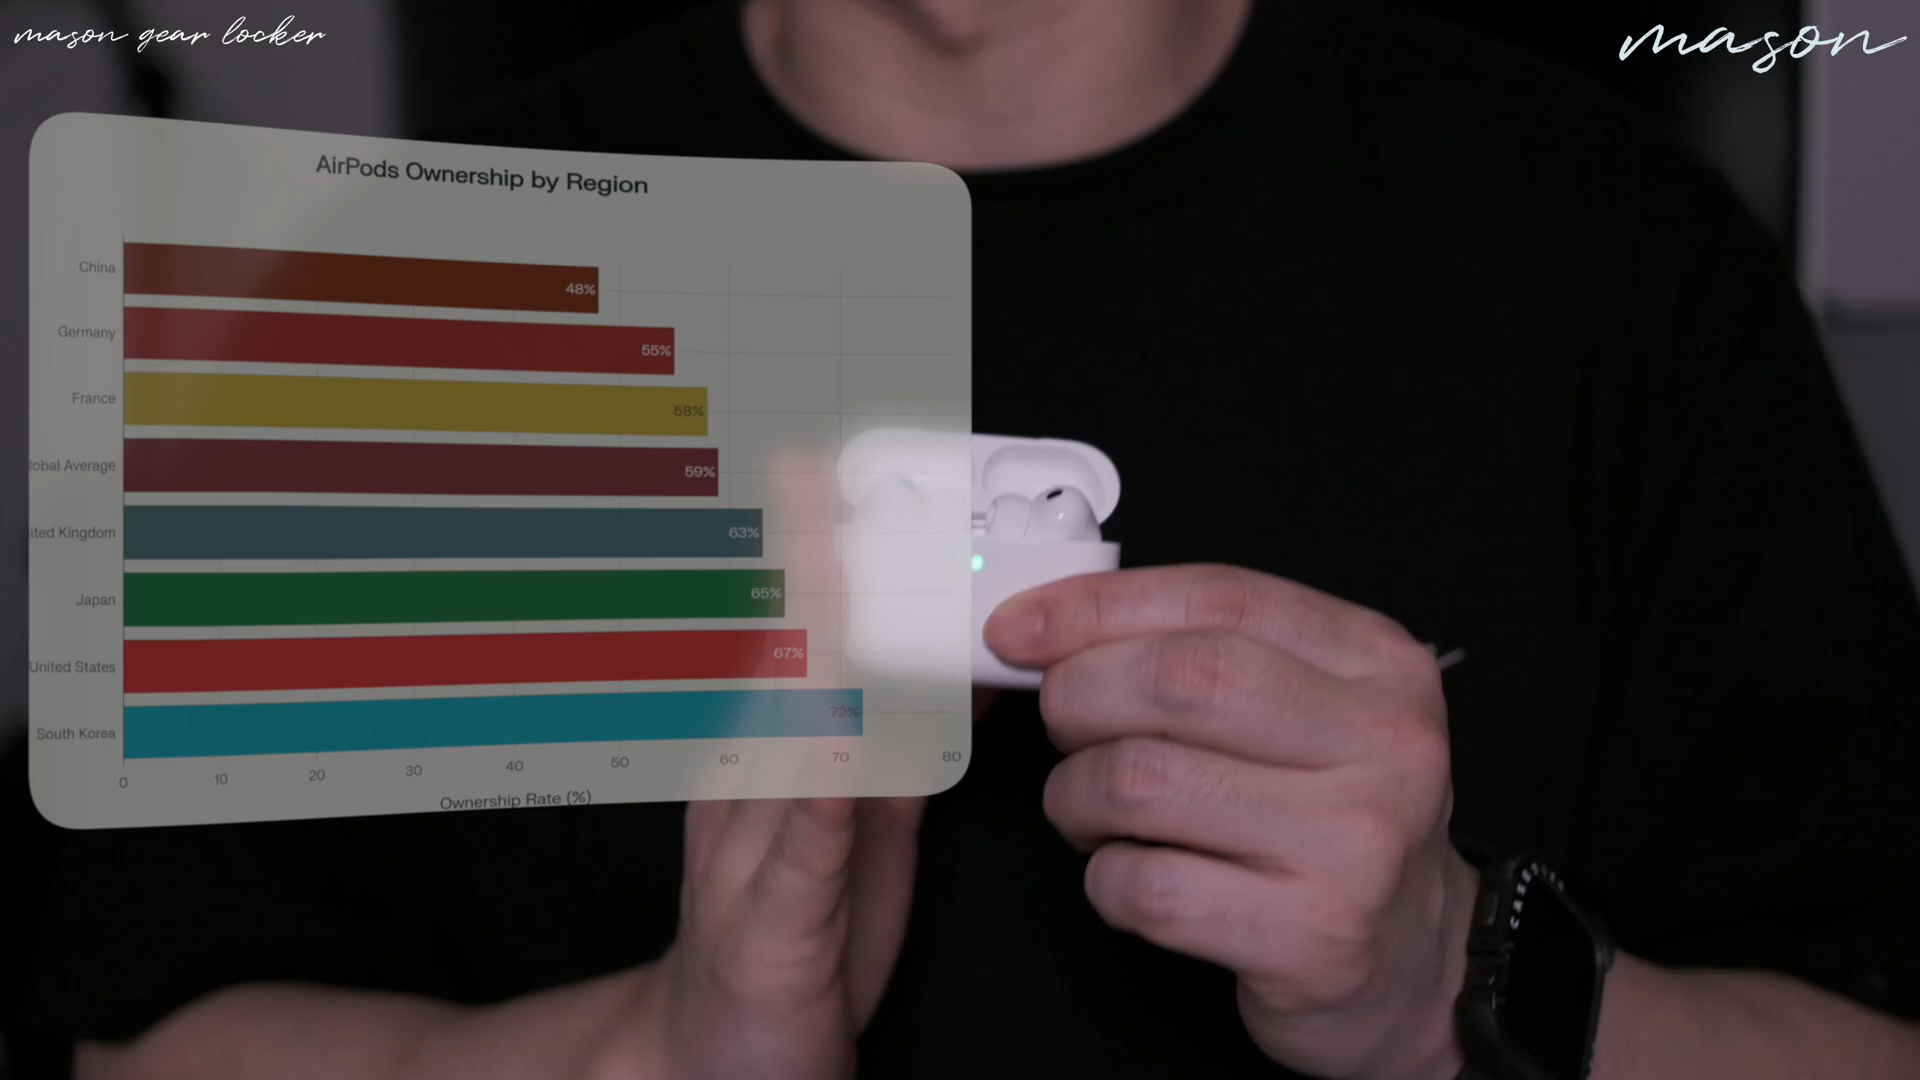 mason gear locker
mason
AirPods Ownership by Region
China
48%
Germany
55%
France
58%
lobal Average
59%
ited Kingdom
63%
Japan
65%
United States
67%
South Korea
72%
0 10 20 30 40 50 60 70 80
Ownership Rate (%)